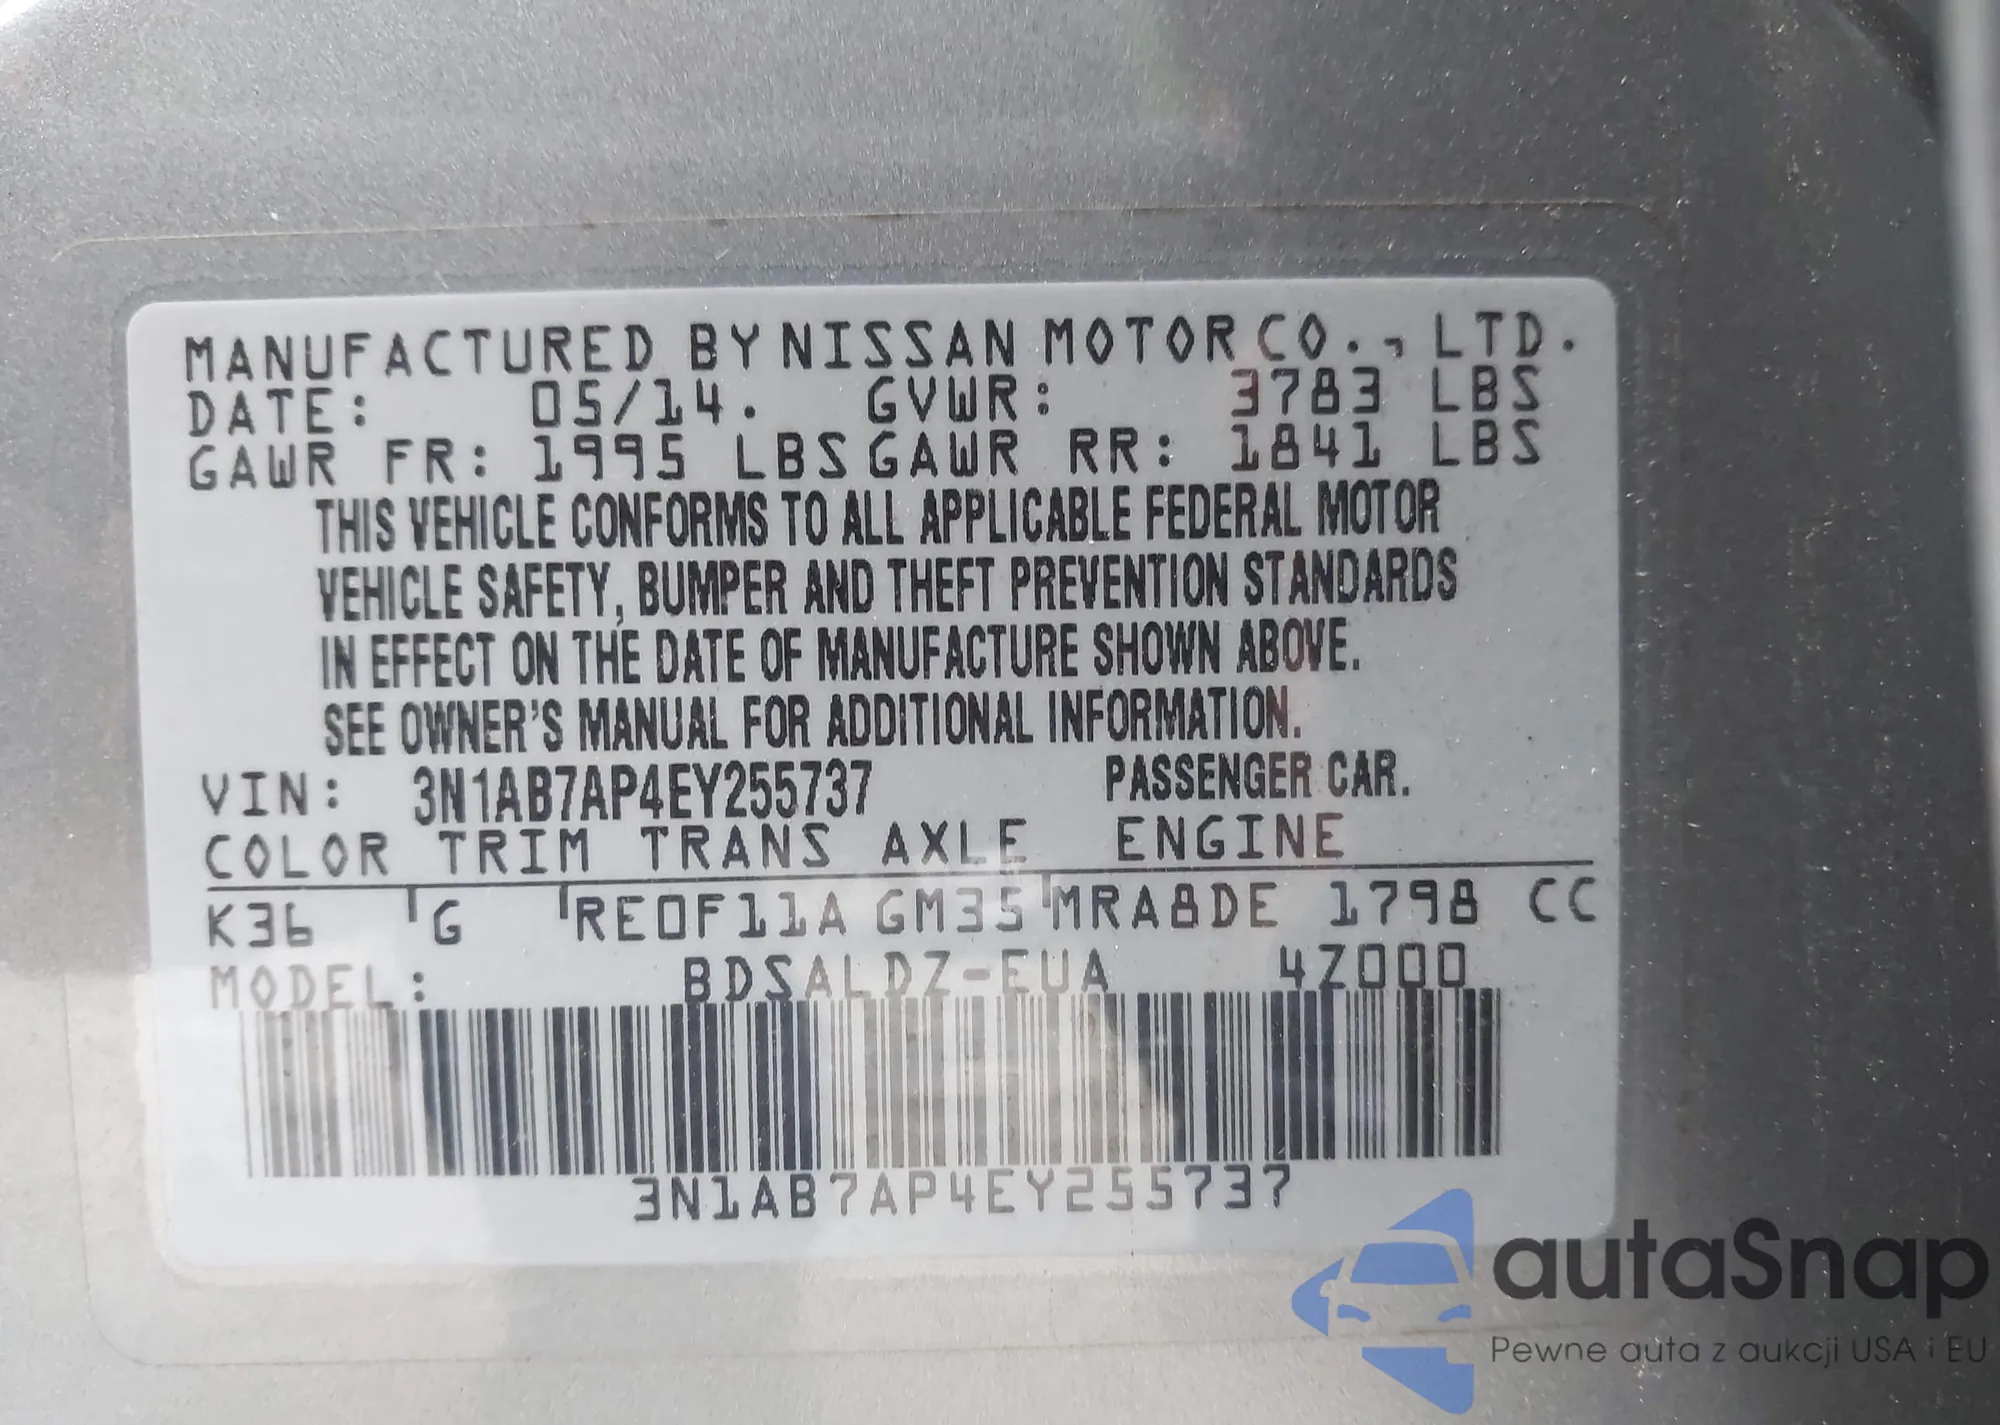 MANUFACTURED BY NISSAN MOTOR CO., LTD.
DATE: 05/14. GVWR: 3783 LBS
GAWR FR: 1995 LBS GAWR RR: 1841 LBS
THIS VEHICLE CONFORMS TO ALL APPLICABLE FEDERAL MOTOR
VEHICLE SAFETY, BUMPER AND THEFT PREVENTION STANDARDS
IN EFFECT ON THE DATE OF MANUFACTURE SHOWN ABOVE.
SEE OWNER'S MANUAL FOR ADDITIONAL INFORMATION.
VIN: 3N1AB7AP4EY255737 PASSENGER CAR.
COLOR TRIM TRANS AXLE ENGINE
K36 G RE0F11A GM35 MRA8DE 1798 CC
MODEL: BDSALDZ-EUA 4Z000
3N1AB7AP4EY255737
autaSnap
Pewne auta z aukcji USA i EU